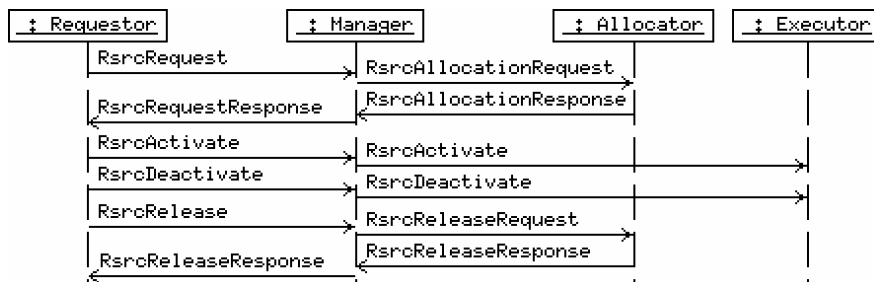 : Requestor
: Manager
: Allocator
: Executor
RsrcRequest
RsrcAllocationRequest
RsrcAllocationResponse
RsrcRequestResponse
RsrcActivate
RsrcActivate
RsrcDeactivate
RsrcDeactivate
RsrcRelease
RsrcReleaseRequest
RsrcReleaseResponse
RsrcReleaseResponse